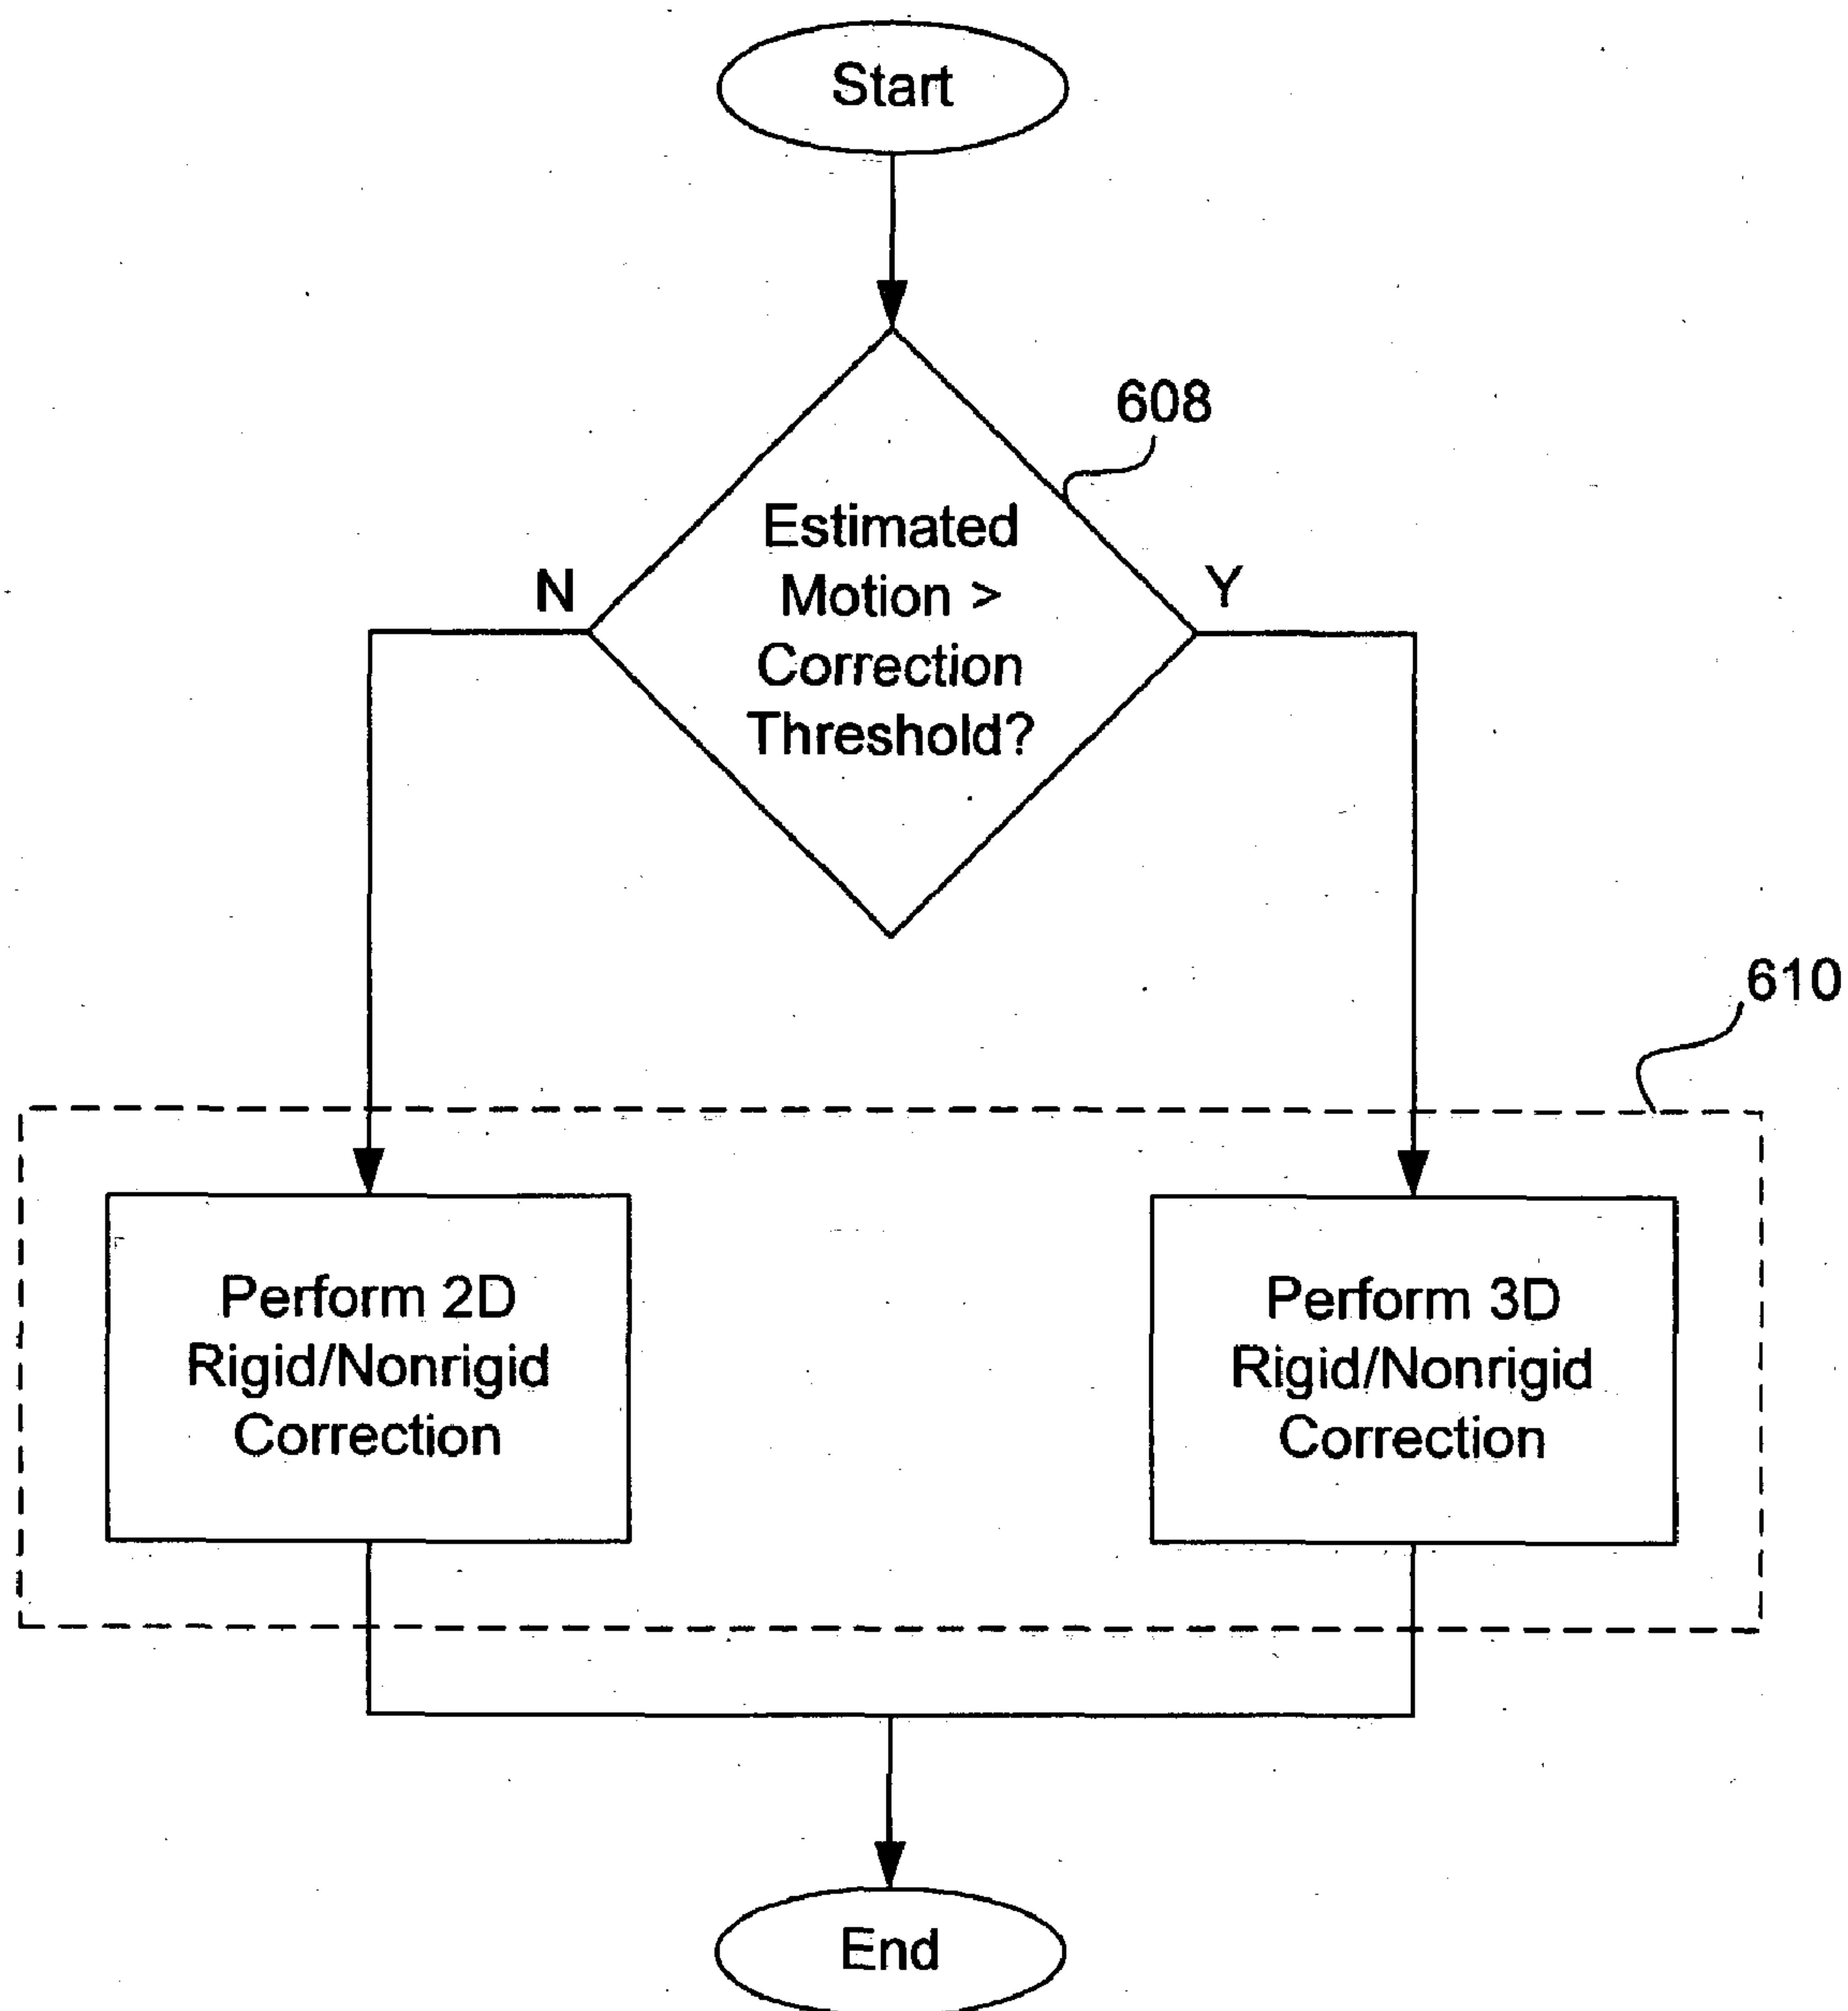 Start
608
Estimated
Motion >
Correction
Threshold?
N
Y
610
Perform 2D
Rigid/Nonrigid
Correction
Perform 3D
Rigid/Nonrigid
Correction
End